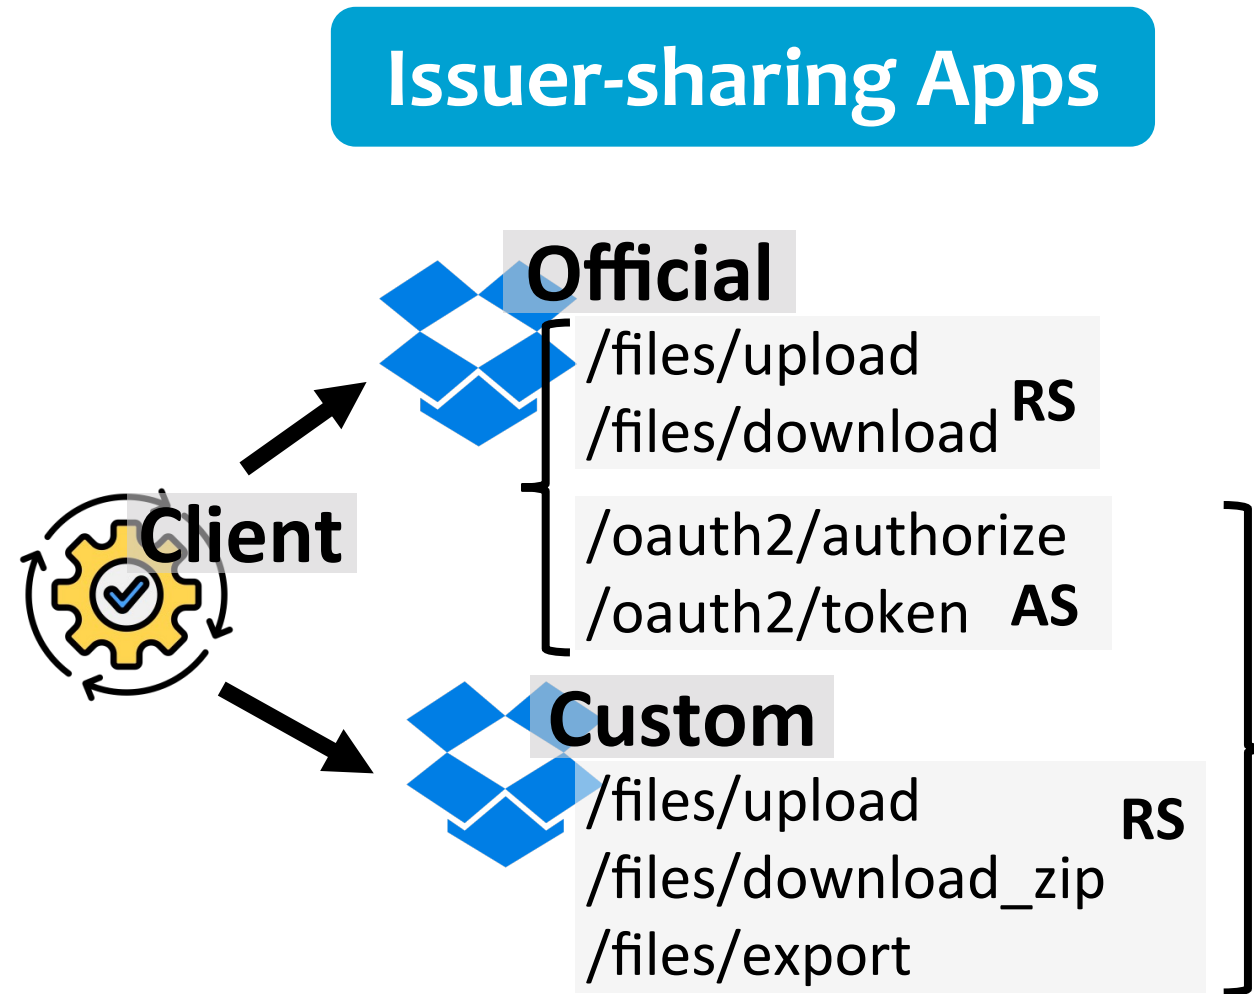 Issuer-sharing Apps
Official
/files/upload
/files/download RS
Client
/oauth2/authorize
/oauth2/token AS
Custom
/files/upload RS
/files/download_zip
/files/export